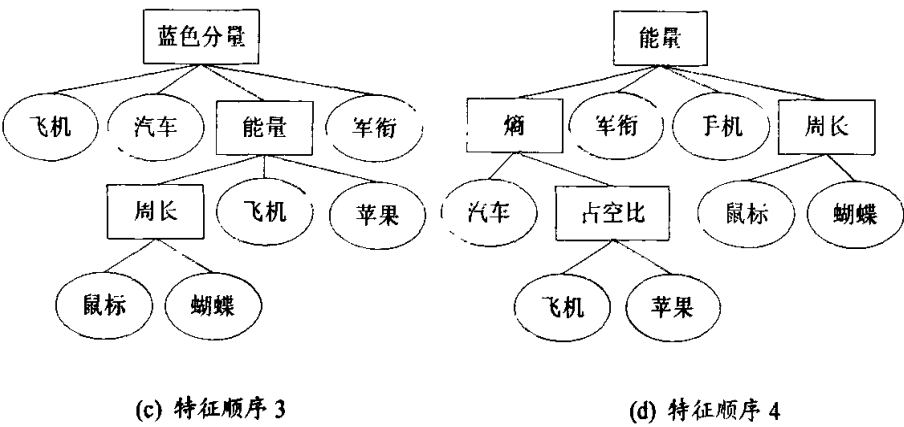 蓝色分量
能量
飞机
汽车
能量
军衔
熵
军衔
手机
周长
周长
飞机
苹果
汽车
占空比
鼠标
蝴蝶
鼠标
蝴蝶
飞机
苹果
(c) 特征顺序 3
(d) 特征顺序 4